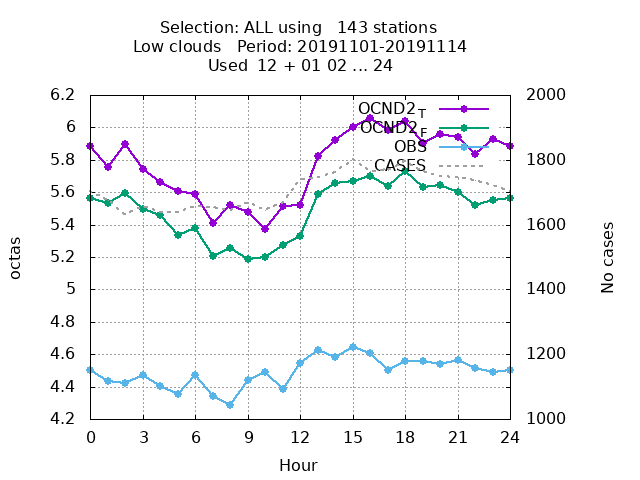 Selection: ALL using 143 stations
Low clouds Period: 20191101-20191114
Used 12 + 01 02 ... 24
6.2 2000
OCND2T
6
OCND2F
OBS
5.8 1800
CASES
5.6
5.4 1600
5.2
5 1400
4.8
4.6 1200
4.4
4.2 1000
0 3 6 9 12 15 18 21 24
Hour
octas
No cases